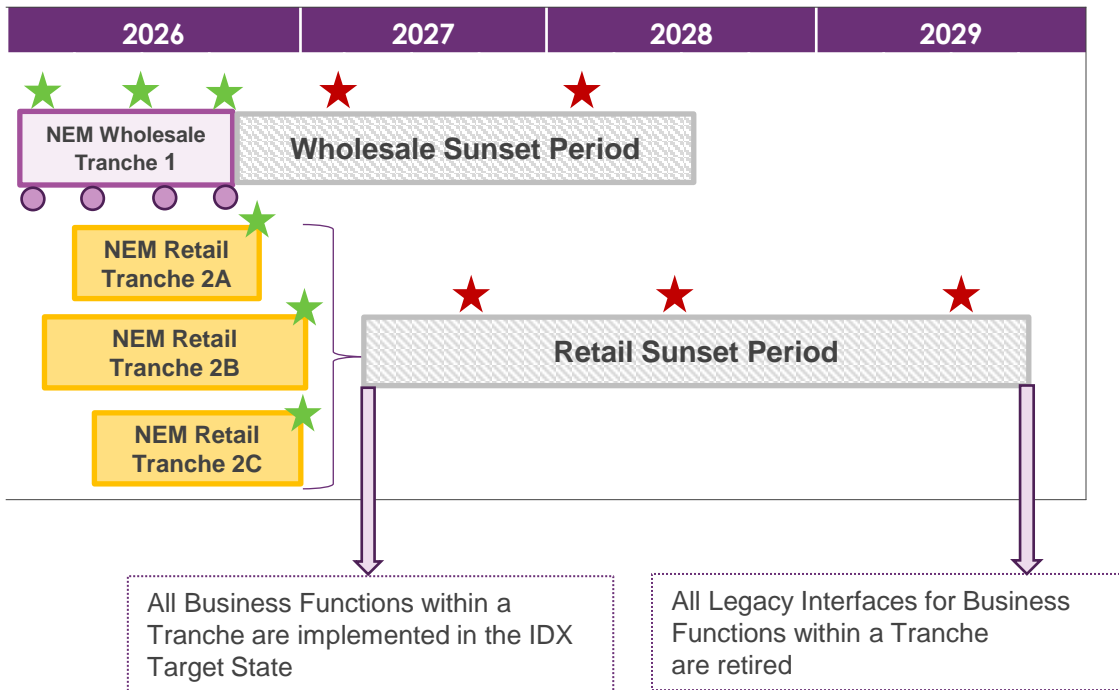 2026 2027 2028 2029
NEM Wholesale
Tranche 1
Wholesale Sunset Period
NEM Retail
Tranche 2A
NEM Retail
Tranche 2B
Retail Sunset Period
NEM Retail
Tranche 2C
All Business Functions within a
Tranche are implemented in the IDX
Target State
All Legacy Interfaces for Business
Functions within a Tranche
are retired